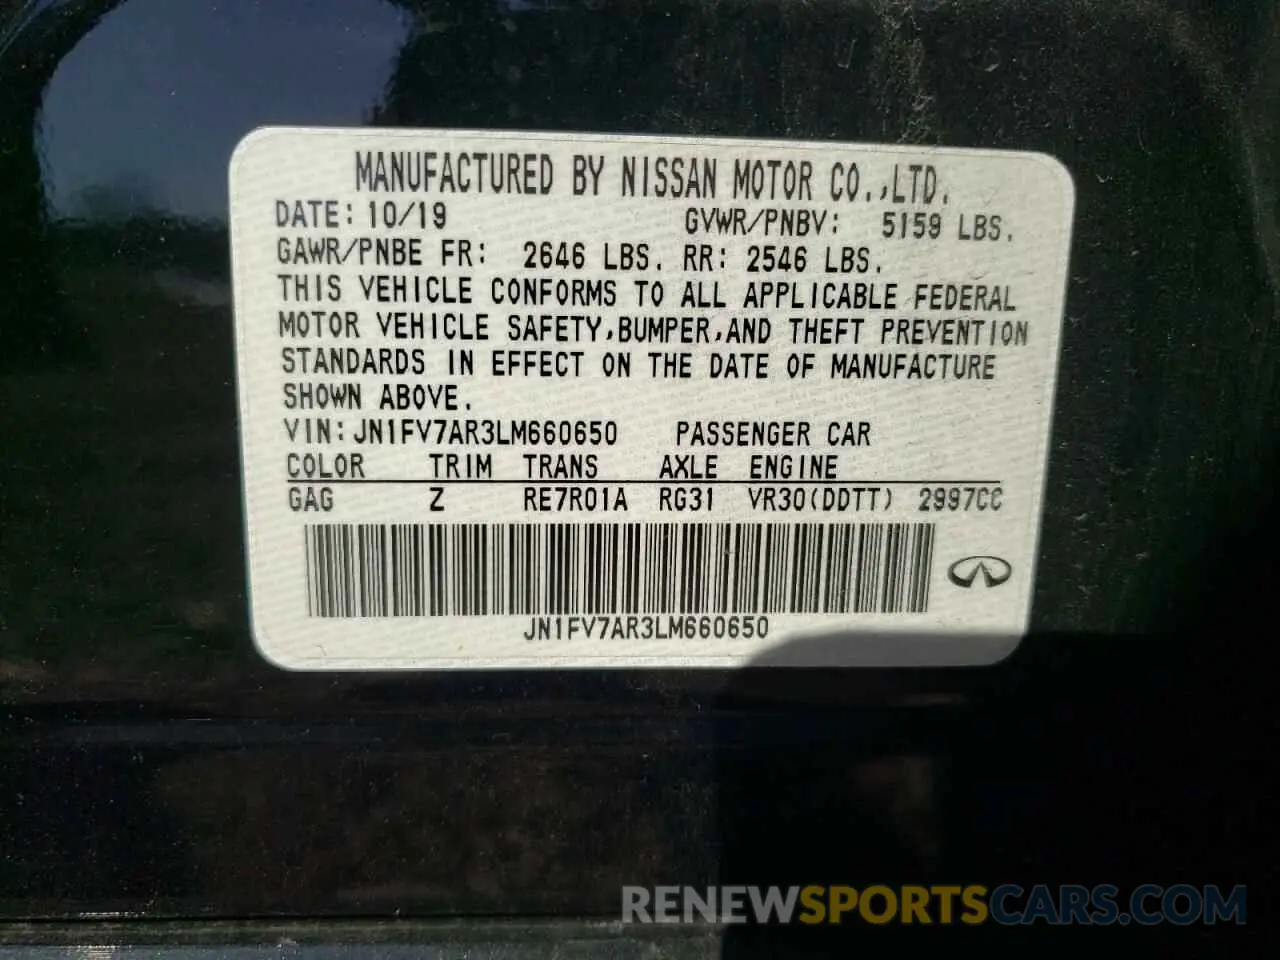 MANUFACTURED BY NISSAN MOTOR CO.,LTD.
DATE: 10/19 GVWR/PNBV: 5159 LBS.
GAWR/PNBE FR: 2646 LBS. RR: 2546 LBS.
THIS VEHICLE CONFORMS TO ALL APPLICABLE FEDERAL
MOTOR VEHICLE SAFETY,BUMPER,AND THEFT PREVENTION
STANDARDS IN EFFECT ON THE DATE OF MANUFACTURE
SHOWN ABOVE.
VIN: JN1FV7AR3LM660650 PASSENGER CAR
COLOR TRIM TRANS AXLE ENGINE
GAG Z RE7R01A RG31 VR30(DDTT) 2997CC
JN1FV7AR3LM660650
RENEWSPORTSCARS.COM